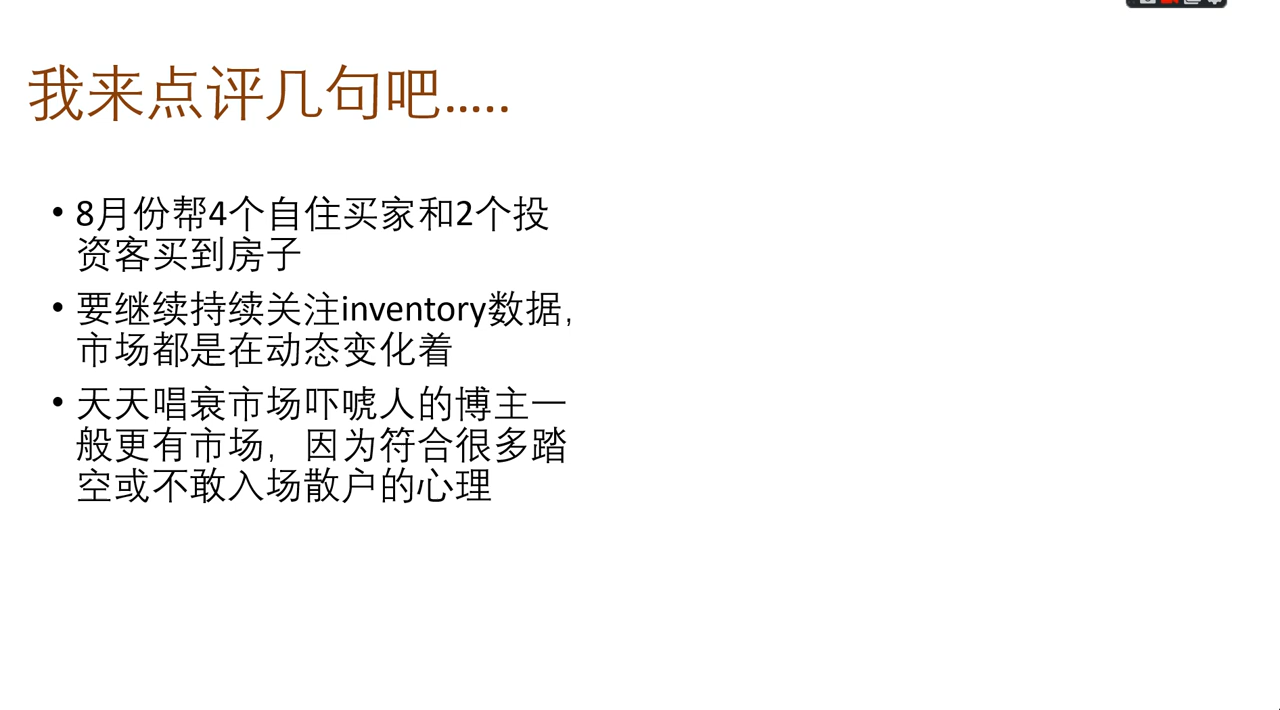 我来点评几句吧.....
• 8月份帮4个自住买家和2个投
资客买到房子
• 要继续持续关注inventory数据，
市场都是在动态变化着
• 天天唱衰市场吓唬人的博主一
般更有市场，因为符合很多踏
空或不敢入场散户的心理